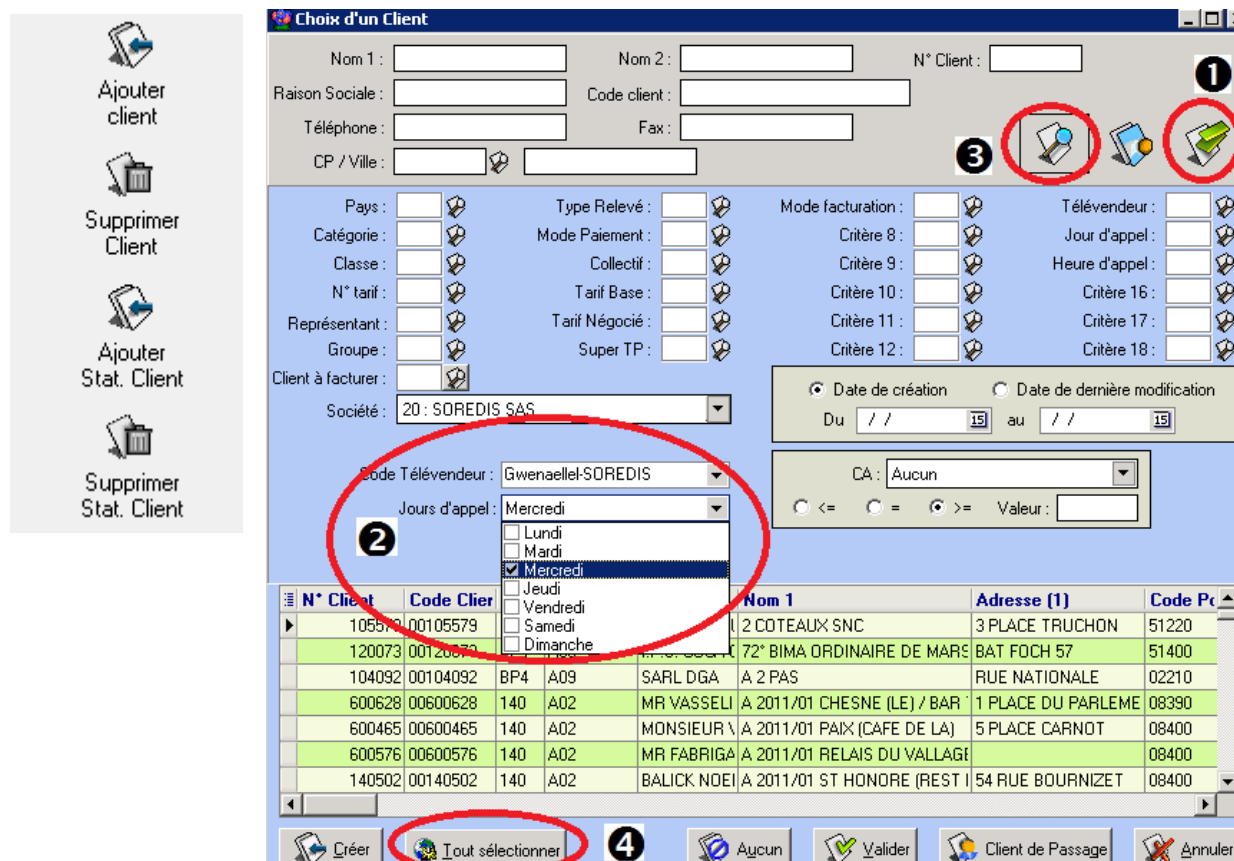 Ajouter
client
Supprimer
Client
Ajouter
Stat. Client
Supprimer
Stat. Client
Choix d'un Client
Nom 1 : Nom 2 : N° Client :
Raison Sociale : Code client :
Téléphone : Fax :
CP / Ville :
1
3
Pays : Type Relevé : Mode facturation : Télévendeur :
Catégorie : Mode Paiement : Critère 8 : Jour d'appel :
Classe : Collectif : Critère 9 : Heure d'appel :
N° tarif : Tarif Base : Critère 10 : Critère 16 :
Représentant : Tarif Négocié : Critère 11 : Critère 17 :
Groupe : Super TP : Critère 12 : Critère 18 :
Client à facturer :
Société : 20 : SOREDIS SAS
Date de création Date de dernière modification
Du / / 15 au / / 15
Code Télévendeur : Gwenaellel-SOREDIS
CA : Aucun
Jours d'appel : Mercredi
<= = >= Valeur :
2
Lundi
Mardi
Mercredi
Jeudi
Vendredi
Samedi
Dimanche
N° Client Code Clier Nom 1 Adresse (1) Code Pc
105579 00105579 2 COTEAUX SNC 3 PLACE TRUCHON 51220
120073 72° BIMA ORDINAIRE DE MARS BAT FOCH 57 51400
104092 00104092 BP4 A09 SARL DGA A 2 PAS RUE NATIONALE 02210
600628 00600628 140 A02 MR VASSELI A 2011/01 CHESNE (LE) / BAR 1 PLACE DU PARLEME 08390
600465 00600465 140 A02 MONSIEUR A 2011/01 PAIX (CAFE DE LA) 5 PLACE CARNOT 08400
600576 00600576 140 A02 MR FABRIGA A 2011/01 RELAIS DU VALLAGE 08400
140502 00140502 140 A02 BALICK NOEI A 2011/01 ST HONORE (REST 54 RUE BOURNIZET 08400
Créer Tout sélectionner 4 Aucun Valider Client de Passage Annuler